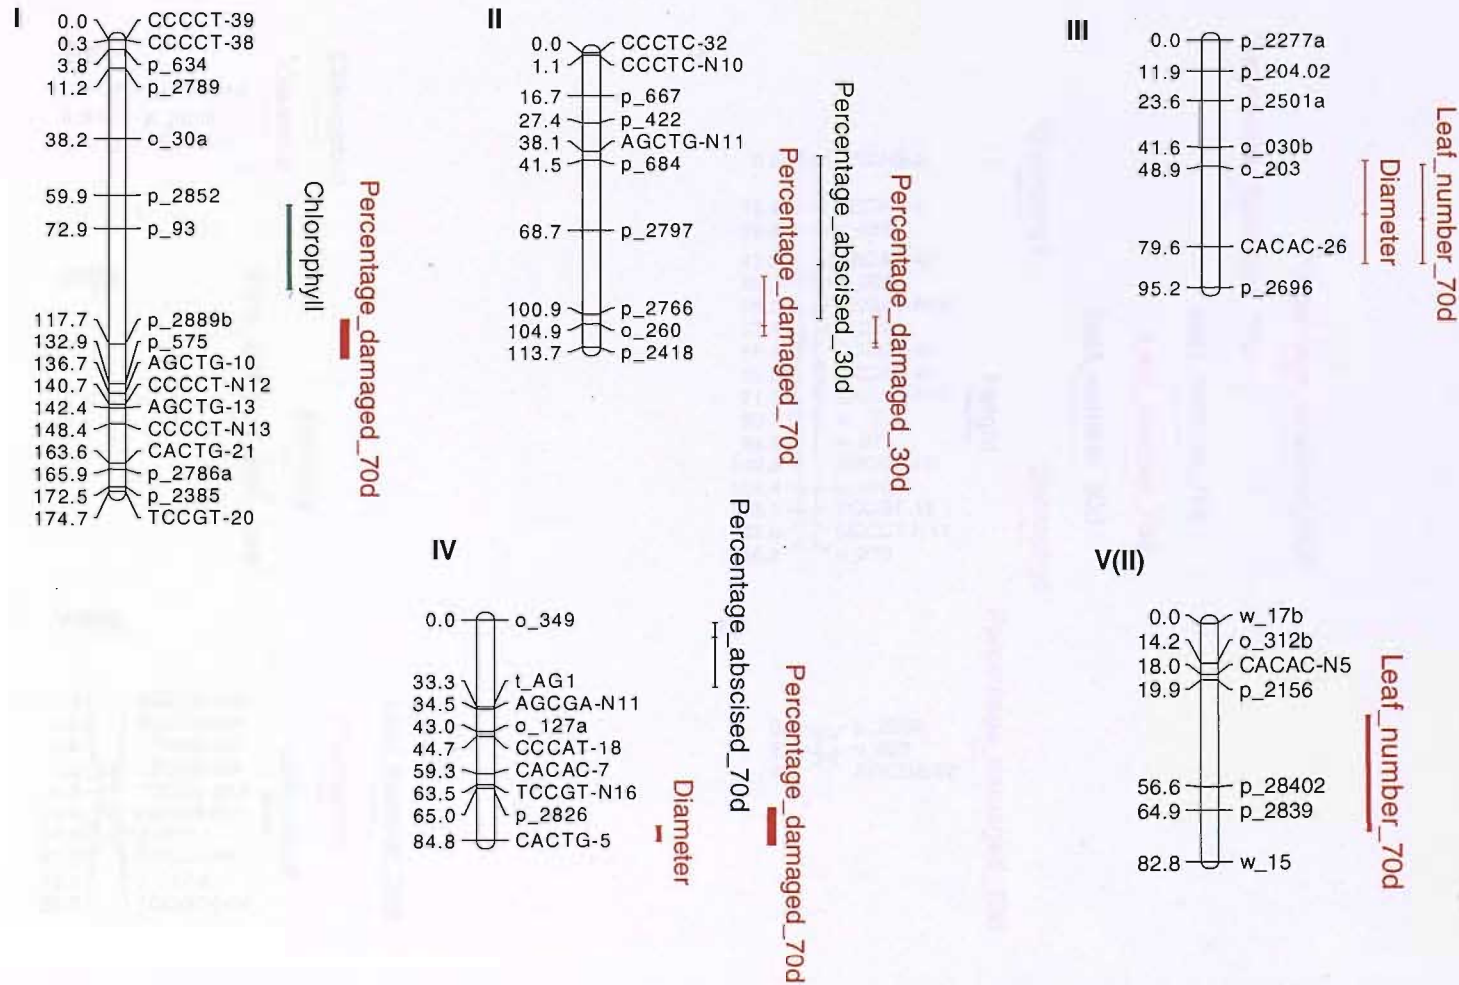 I
0.0 CCCCT-39
0.3 CCCCT-38
3.8 p_634
11.2 p_2789
38.2 o_30a
59.9 p_2852
72.9 p_93
117.7 p_2889b
132.9 p_575
136.7 AGCTG-10
140.7 CCCCT-N12
142.4 AGCTG-13
148.4 CCCCT-N13
163.6 CACTG-21
165.9 p_2786a
172.5 p_2385
174.7 TCCGT-20
Chlorophyll
Percentage_damaged_70d
II
0.0 CCCTC-32
1.1 CCCTC-N10
16.7 p_667
27.4 p_422
38.1 AGCTG-N11
41.5 p_684
68.7 p_2797
100.9 p_2766
104.9 o_260
113.7 p_2418
Percentage_damaged_70d
Percentage_abscised_30d
Percentage_damaged_30d
III
0.0 p_2277a
11.9 p_204.02
23.6 p_2501a
41.6 o_030b
48.9 o_203
79.6 CACAC-26
95.2 p_2696
Diameter
Leaf_number_70d
IV
0.0 o_349
33.3 t_AG1
34.5 AGCGA-N11
43.0 o_127a
44.7 CCCAT-18
59.3 CACAC-7
63.5 TCCGT-N16
65.0 p_2826
84.8 CACTG-5
Diameter
Percentage_abscised_70d
Percentage_damaged_70d
V(II)
0.0 w_17b
14.2 o_312b
18.0 CACAC-N5
19.9 p_2156
56.6 p_28402
64.9 p_2839
82.8 w_15
Leaf_number_70d